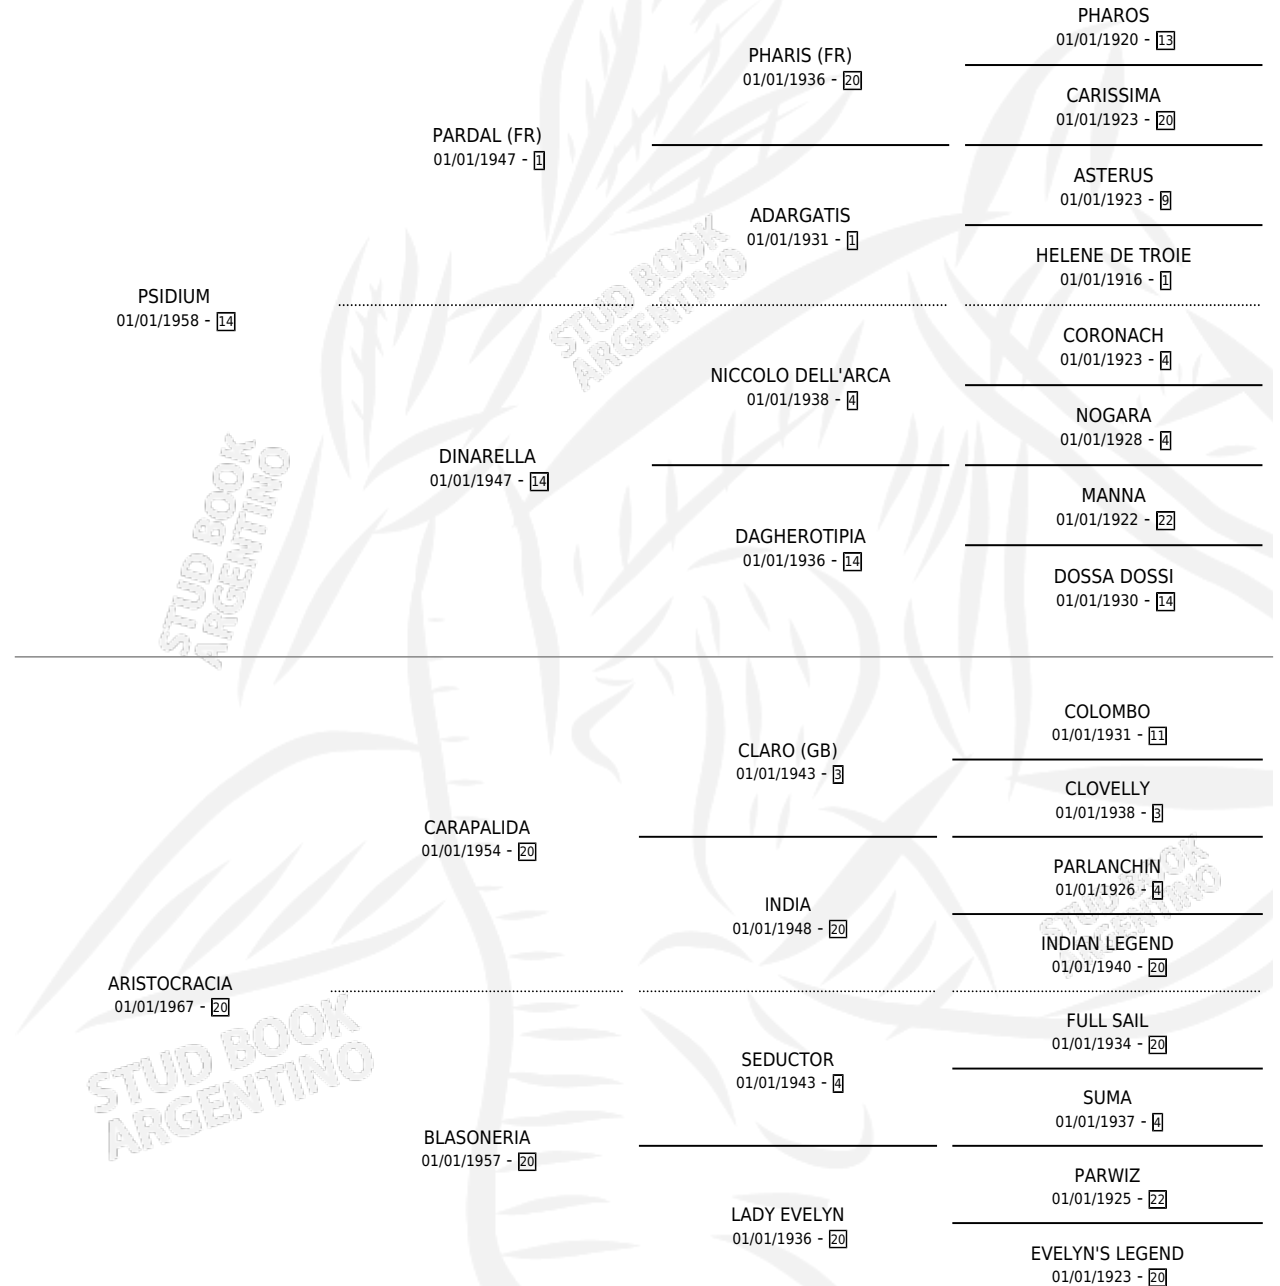 PHAROS
01/01/1920 - 13
PHARIS (FR)
01/01/1936 - 20
CARISSIMA
01/01/1923 - 20
PARDAL (FR)
01/01/1947 - 1
ASTERUS
01/01/1923 - 9
ADARGATIS
01/01/1931 - 1
HELENE DE TROIE
01/01/1916 - 1
PSIDIUM
01/01/1958 - 14
STUD BOOK
ARGENTINO
CORONACH
01/01/1923 - 4
NICCOLO DELL'ARCA
01/01/1938 - 4
NOGARA
01/01/1928 - 4
DINARELLA
01/01/1947 - 14
MANNA
01/01/1922 - 22
DAGHEROTIPIA
01/01/1936 - 14
DOSSA DOSSI
01/01/1930 - 14
STUD BOOK
ARGENTINO
COLOMBO
01/01/1931 - 11
CLARO (GB)
01/01/1943 - 3
CLOVELLY
01/01/1938 - 3
CARAPALIDA
01/01/1954 - 20
PARLANCHIN
01/01/1926 - 4
INDIA
01/01/1948 - 20
INDIAN LEGEND
01/01/1940 - 20
STUD BOOK
ARGENTINO
ARISTOCRACIA
01/01/1967 - 20
FULL SAIL
01/01/1934 - 20
SEDUCTOR
01/01/1943 - 4
SUMA
01/01/1937 - 4
STUD BOOK
ARGENTINO
BLASONERIA
01/01/1957 - 20
PARWIZ
01/01/1925 - 22
LADY EVELYN
01/01/1936 - 20
EVELYN'S LEGEND
01/01/1923 - 20